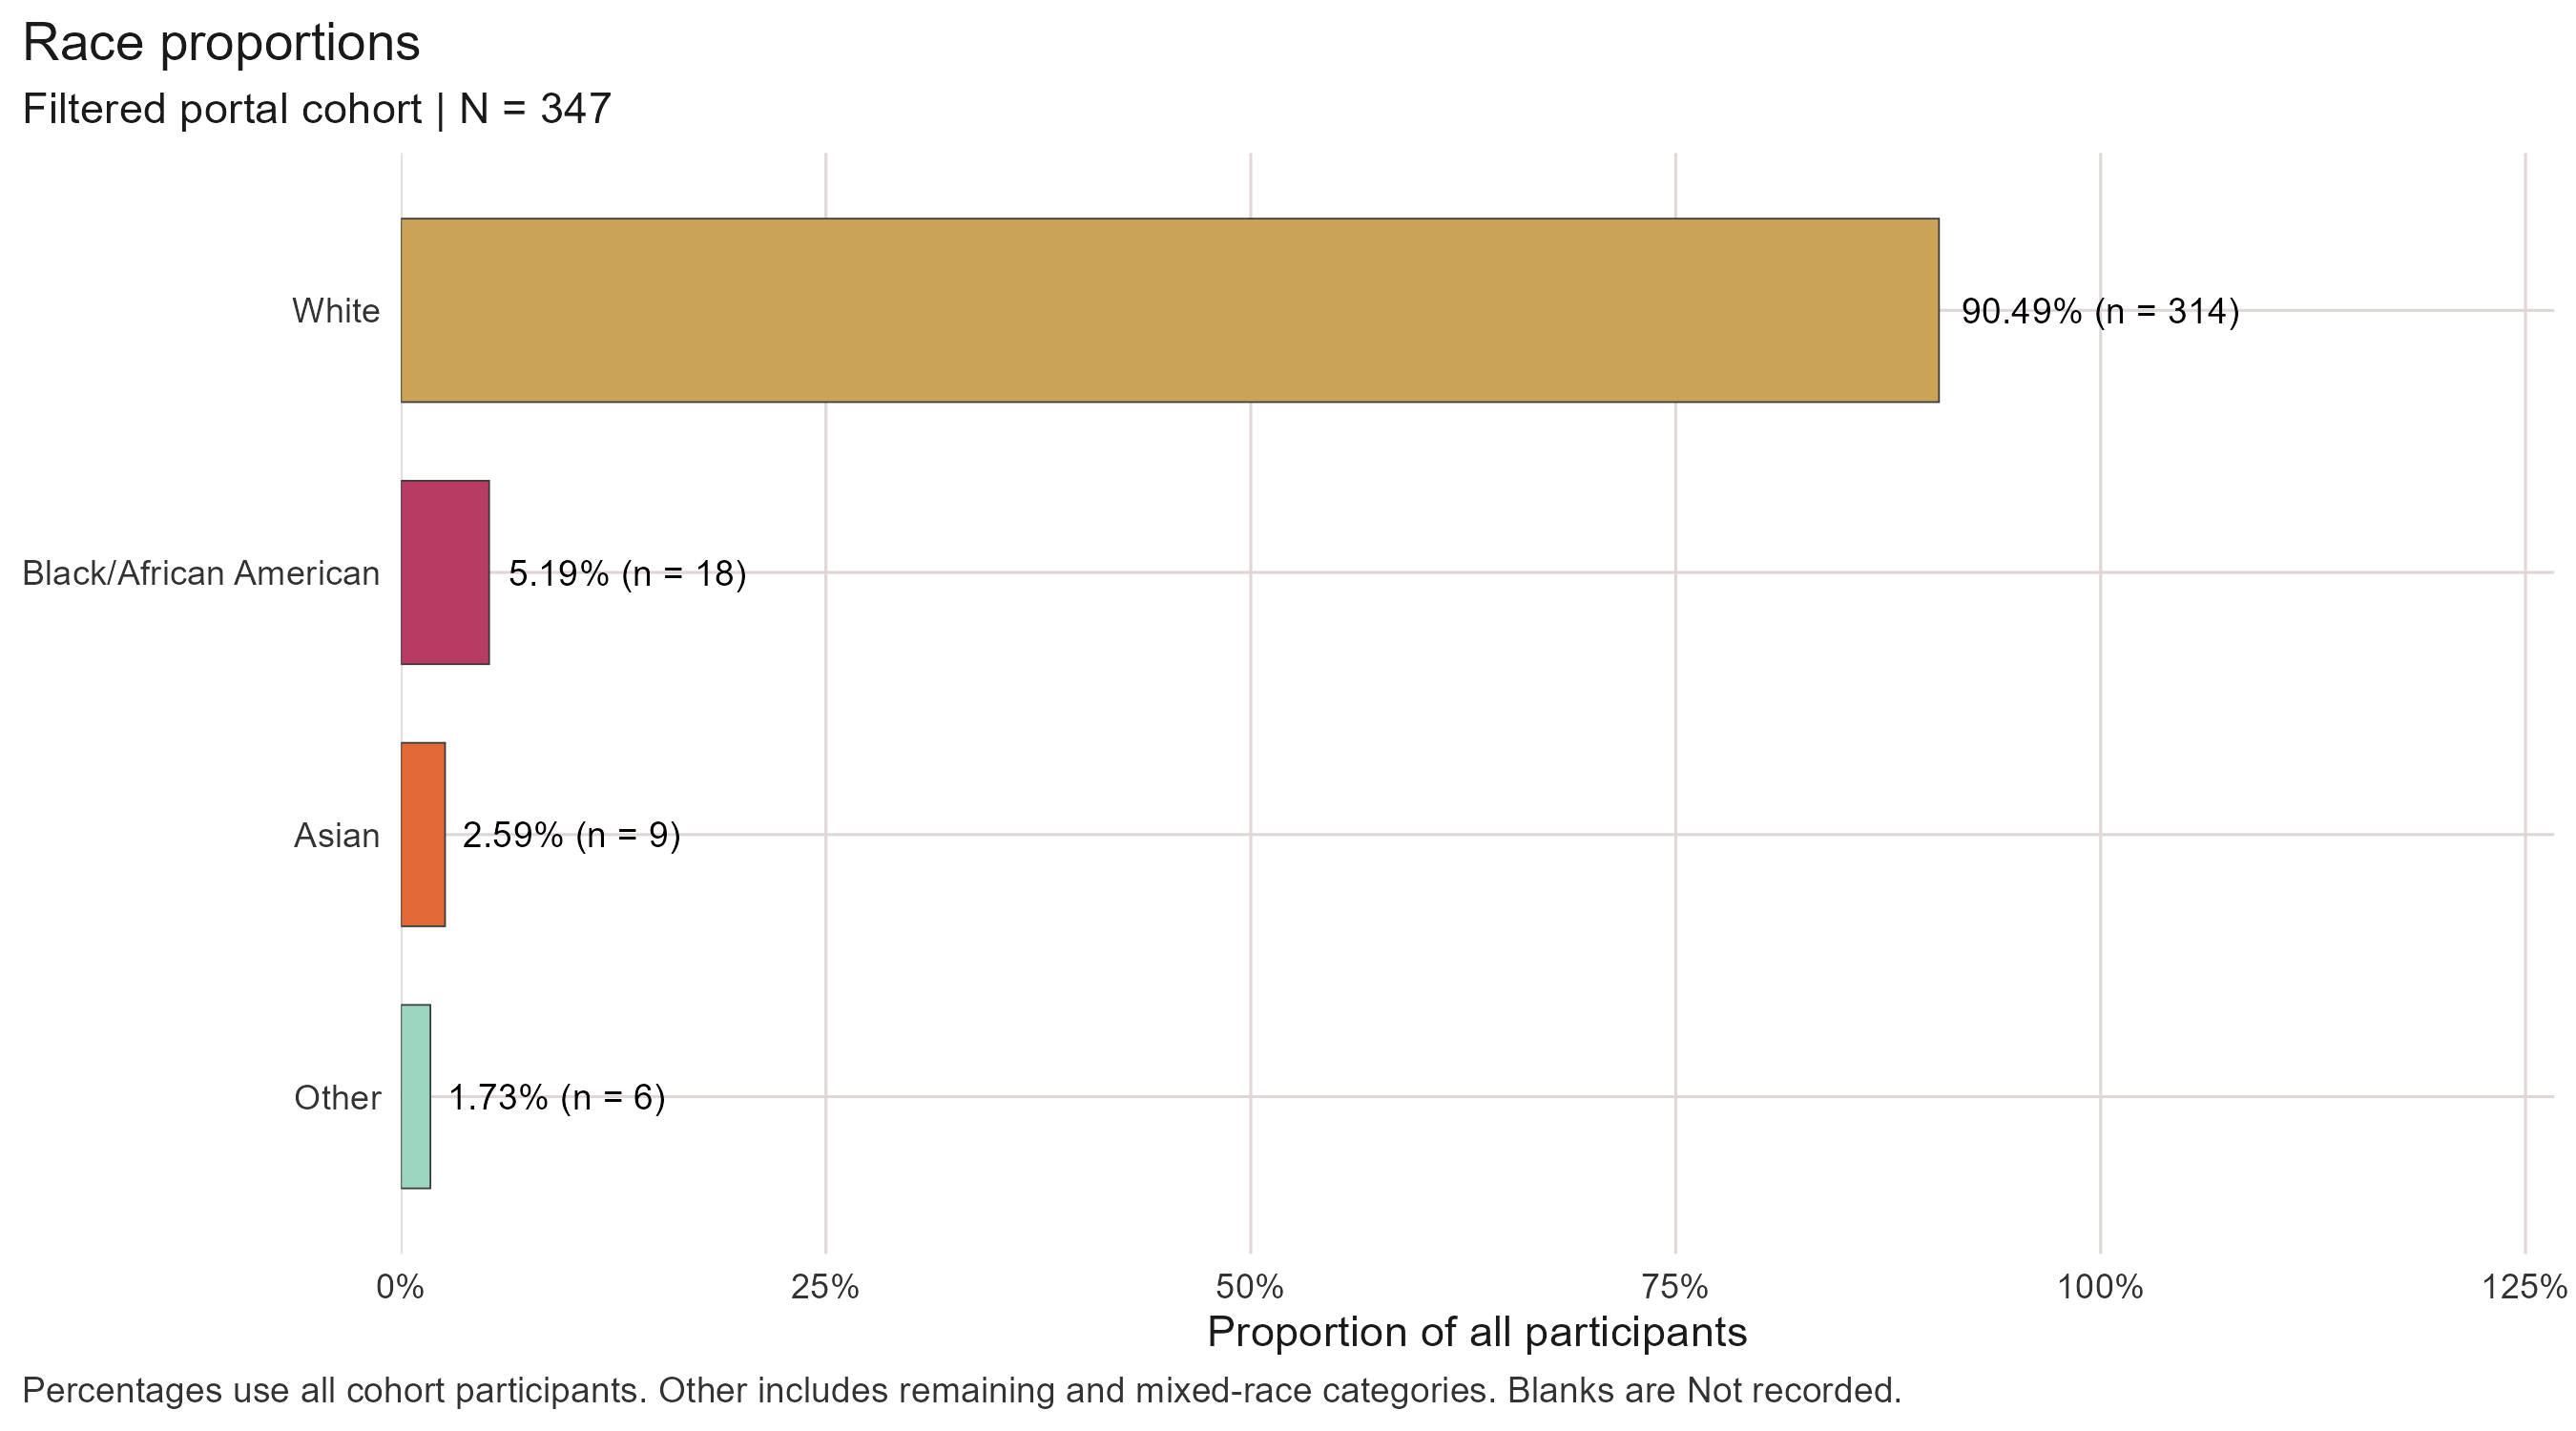 Race proportions
Filtered portal cohort | N = 347
White
90.49% (n = 314)
Black/African American
5.19% (n = 18)
Asian
2.59% (n = 9)
Other
1.73% (n = 6)
0% 25% 50% 75% 100% 125%
Proportion of all participants
Percentages use all cohort participants. Other includes remaining and mixed-race categories. Blanks are Not recorded.